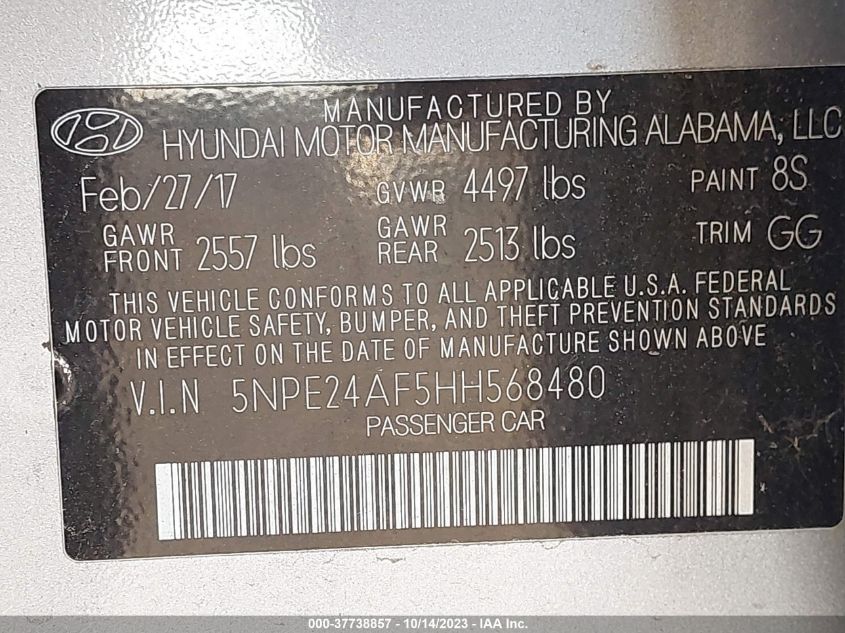 MANUFACTURED BY
HYUNDAI MOTOR MANUFACTURING ALABAMA, LLC
Feb/27/17 GVWR 4497 lbs PAINT 8S
GAWR FRONT 2557 lbs GAWR REAR 2513 lbs TRIM GG
THIS VEHICLE CONFORMS TO ALL APPLICABLE U.S.A. FEDERAL
MOTOR VEHICLE SAFETY, BUMPER, AND THEFT PREVENTION STANDARDS
IN EFFECT ON THE DATE OF MANUFACTURE SHOWN ABOVE
V.I.N 5NPE24AF5HH568480
PASSENGER CAR
000-37738857 - 10/14/2023 - IAA Inc.